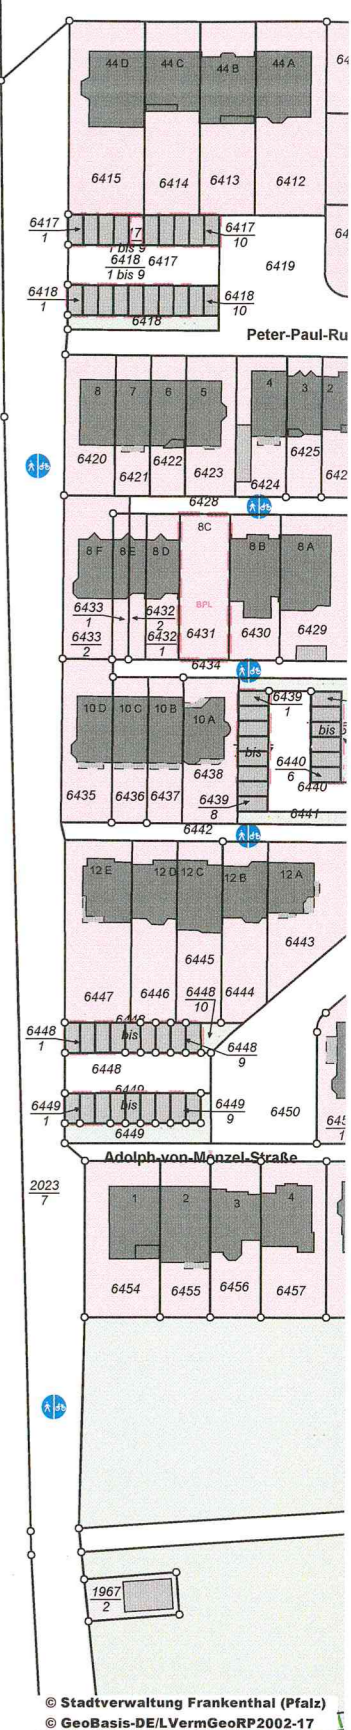 44 D 44 C 44 B 44 A
6415 6414 6413 6412
6417
1
6417
10
1 bis 9
6417
6418
1 bis 9
6419
6418
1
6418
10
6418
Peter-Paul-Ru
8 7 6 5 4 3 2
6420 6421 6422 6423 6424 6425
6428
8C
8 F 8 E 8 D 8 B 8 A
BPL
6433
1
6432
2
6433
2
6432
1
6431 6430 6429
6434
10 D 10 C 10 B 10 A
6439
1
bis
bis
6440
6
6440
6435 6436 6437 6438
6439
8
6441
6442
12 E 12 D 12 C 12 B 12 A
6443
6445
6447 6446 6444
6448
10
6448
1
bis
6448
9
6448
6449
1
bis
6449
9
6449
6450
Adolph-von-Menzel-Straße
2023
7
1 2 3 4
6454 6455 6456 6457
1967
2
© Stadtverwaltung Frankenthal (Pfalz)
© GeoBasis-DE/LVermGeoRP2002-17